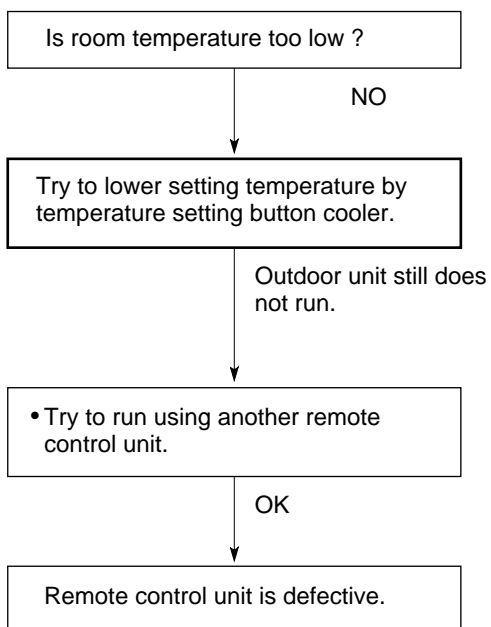 Is room temperature too low ?
NO
Try to lower setting temperature by
temperature setting button cooler.
Outdoor unit still does
not run.
• Try to run using another remote
control unit.
OK
Remote control unit is defective.